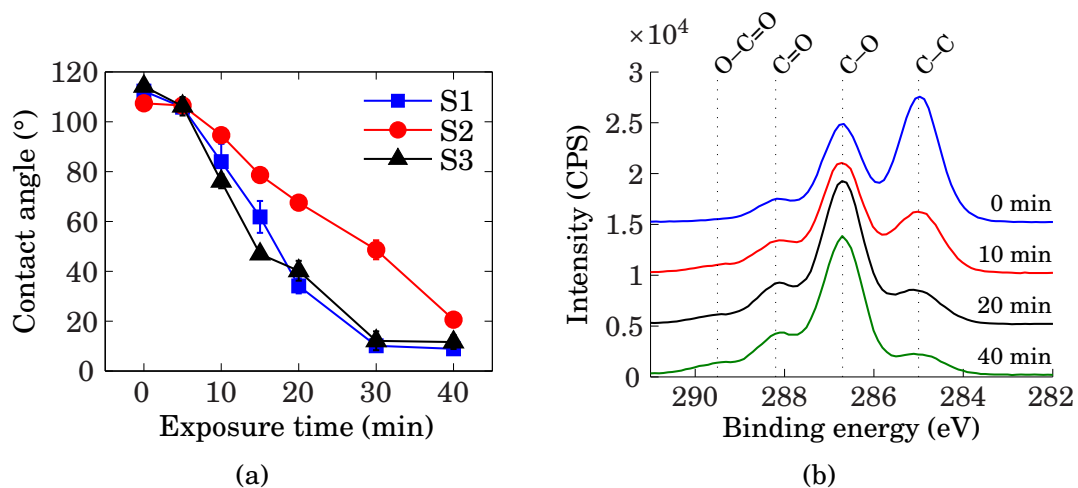 120
100
80
60
40
20
0
Contact angle (°)
S1
S2
S3
0
10
20
30
40
Exposure time (min)
(a)
×10⁴
O–C=O
C=O
C–O
C–C
3
2.5
2
1.5
1
0.5
0
Intensity (CPS)
0 min
10 min
20 min
40 min
290
288
286
284
282
Binding energy (eV)
(b)